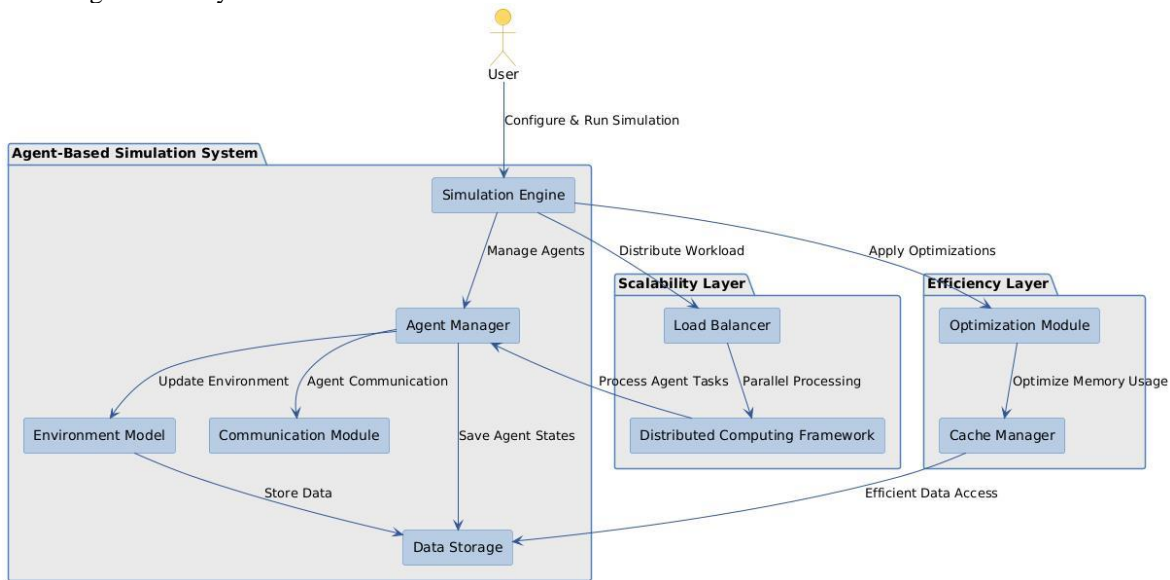 User
Configure & Run Simulation
Agent-Based Simulation System
Simulation Engine
Manage Agents
Distribute Workload
Apply Optimizations
Scalability Layer
Efficiency Layer
Agent Manager
Load Balancer
Optimization Module
Update Environment
Agent Communication
Process Agent Tasks
Parallel Processing
Optimize Memory Usage
Environment Model
Communication Module
Save Agent States
Distributed Computing Framework
Cache Manager
Store Data
Efficient Data Access
Data Storage